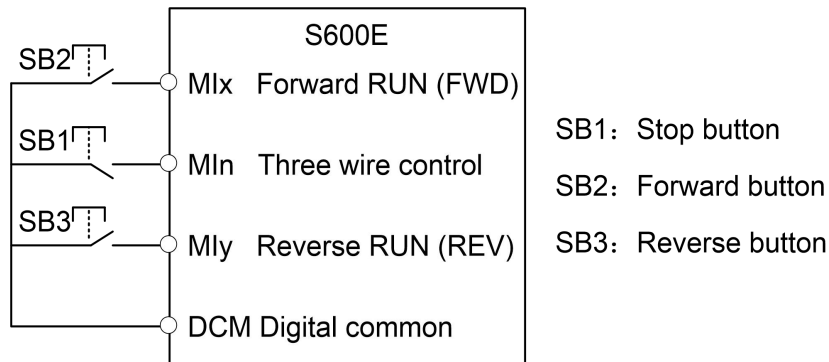 S600E
SB2
MIx Forward RUN (FWD)
SB1
MIn Three wire control
SB3
MIy Reverse RUN (REV)
DCM Digital common
SB1：Stop button
SB2：Forward button
SB3：Reverse button